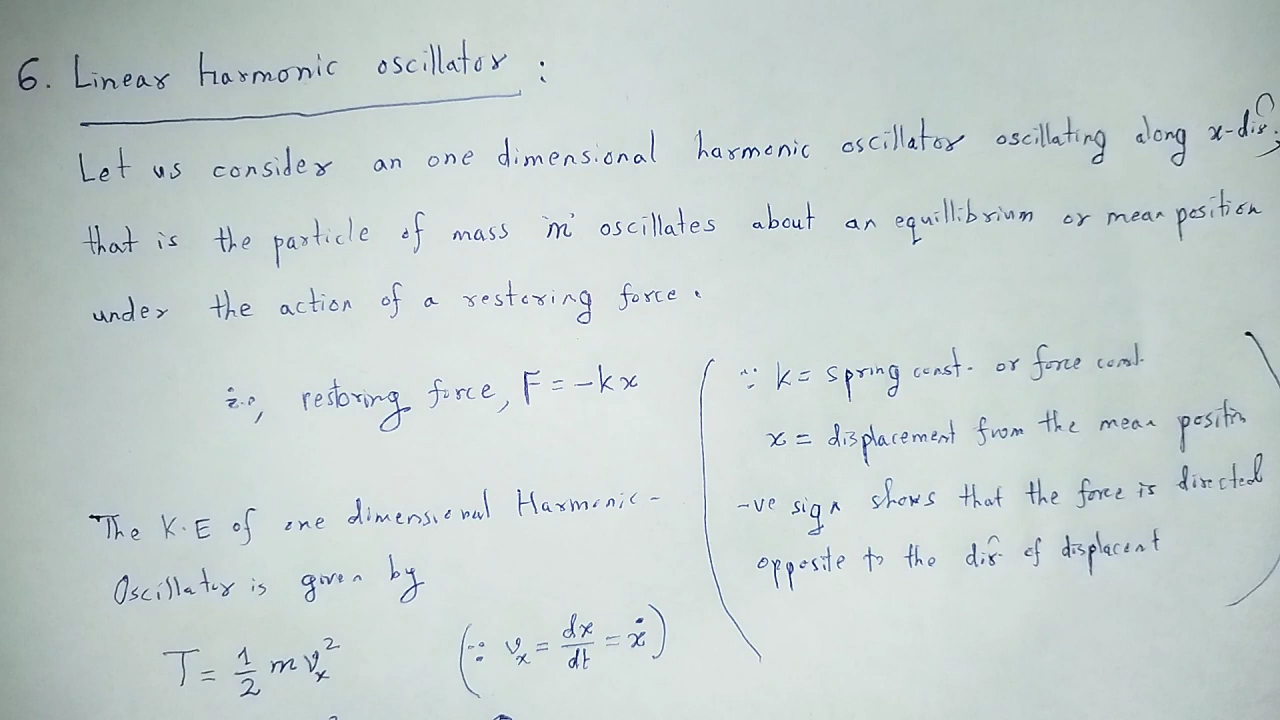 6. Linear harmonic oscillator :
Let us consider an one dimensional harmonic oscillator oscillating along x-dir.
that is the particle of mass 'm' oscillates about an equillibrium or mean position
under the action of a restoring force.
i.e, restoring force, F = -kx
(∵ k = spring const. or force const.
x = displacement from the mean position
-ve sign shows that the force is directed
opposite to the dir. of displacent)
The K.E of one dimensional Harmonic-
Oscillator is given by
T = 1/2 m vₓ² (∵ vₓ = dx/dt = ẋ)